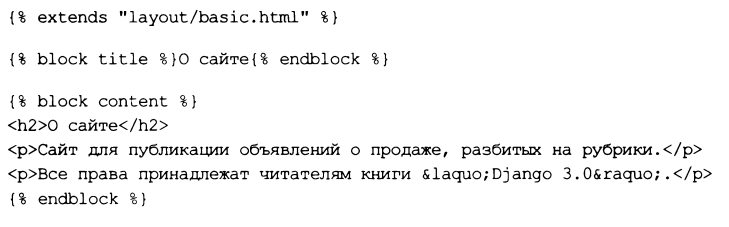 {% extends "layout/basic.html" %}
{% block title %}О сайте{% endblock %}
{% block content %}
<h2>О сайте</h2>
<p>Сайт для публикации объявлений о продаже, разбитых на рубрики.</p>
<p>Все права принадлежат читателям книги &laquo;Django 3.0&raquo;.</p>
{% endblock %}